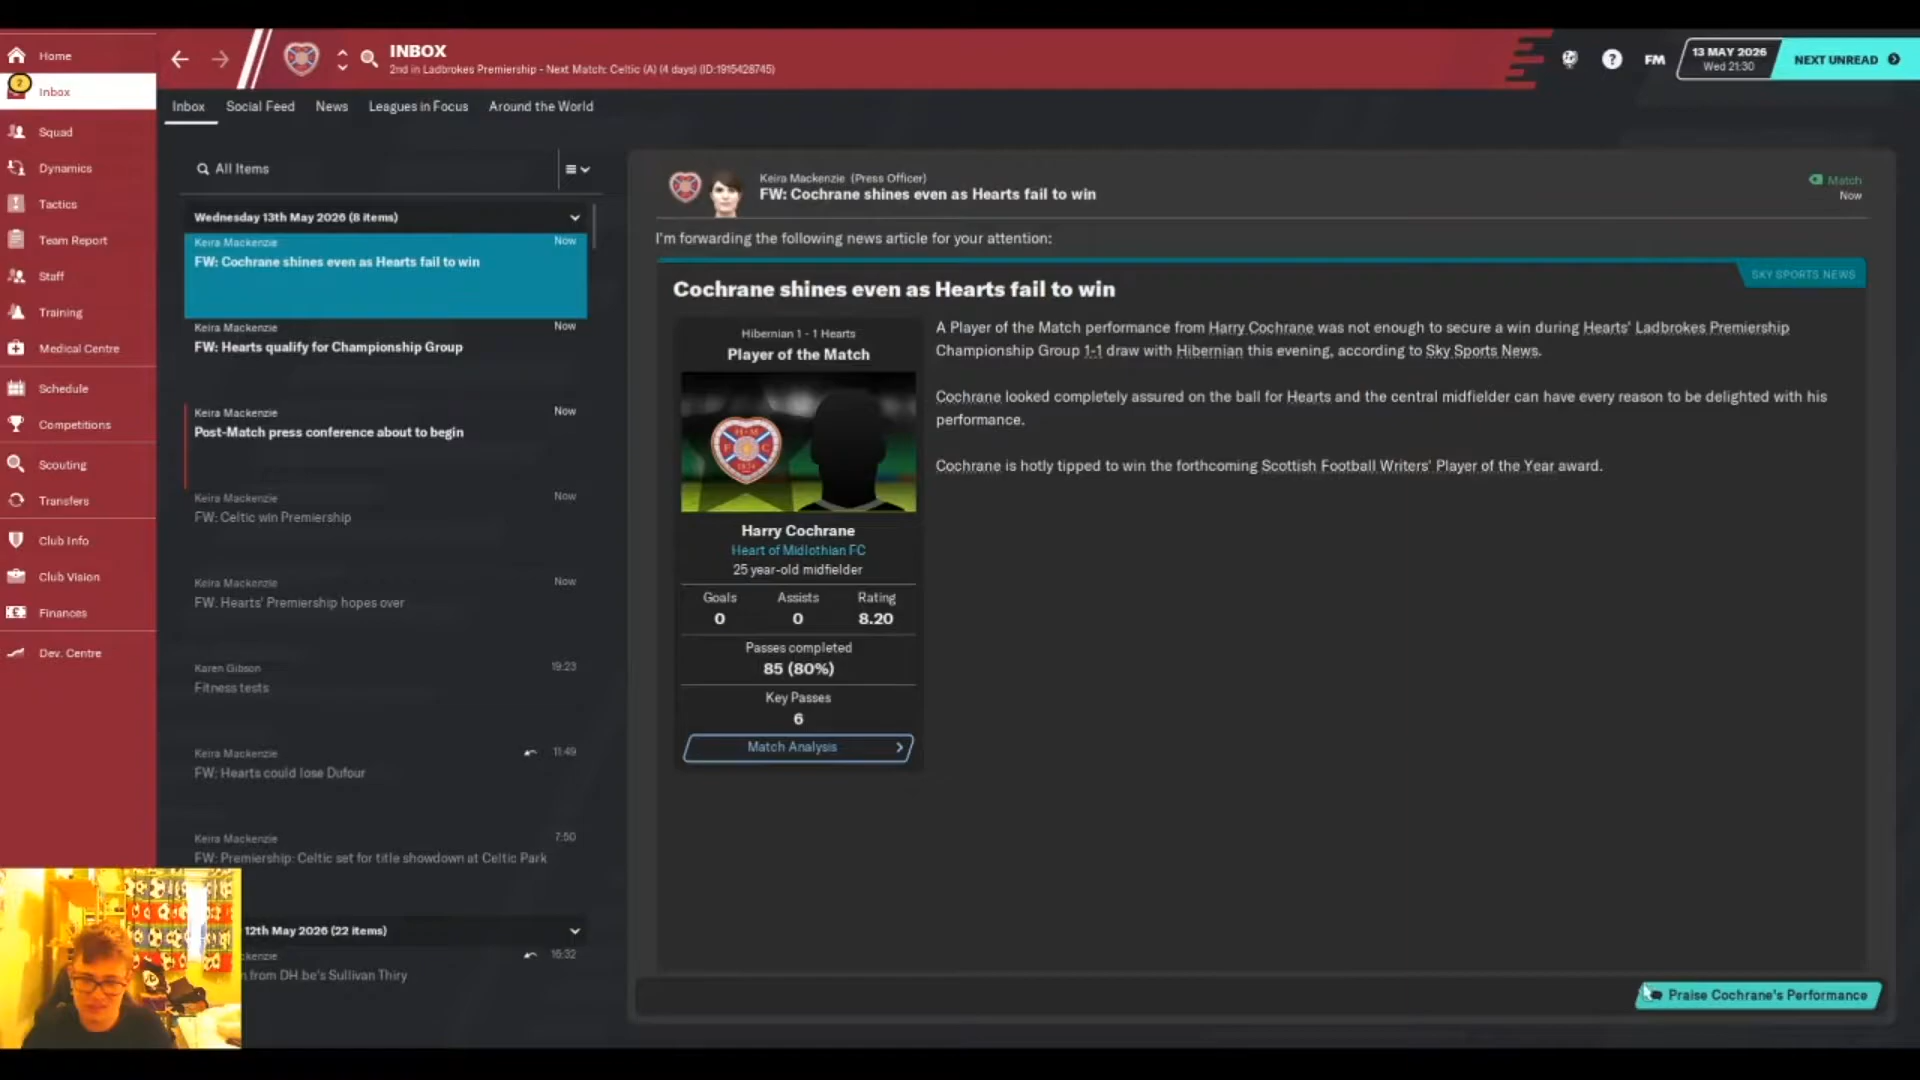 Home
Inbox
Squad
Dynamics
Tactics
Team Report
Staff
Training
Medical Centre
Schedule
Competitions
Scouting
Transfers
Club Info
Club Vision
Finances
Dev. Centre
INBOX
2nd in Ladbrokes Premiership - Next Match: Celtic (A) (4 days) (ID:1915428745)
FM
13 MAY 2026
Wed 21:30
NEXT UNREAD
Inbox Social Feed News Leagues in Focus Around the World
All Items
Wednesday 13th May 2026 (8 items)
Keira Mackenzie Now
FW: Cochrane shines even as Hearts fail to win
Keira Mackenzie Now
FW: Hearts qualify for Championship Group
Keira Mackenzie Now
Post-Match press conference about to begin
Keira Mackenzie Now
FW: Celtic win Premiership
Keira Mackenzie Now
FW: Hearts' Premiership hopes over
Karen Gibson 19:23
Fitness tests
Keira Mackenzie 11:49
FW: Hearts could lose Dufour
Keira Mackenzie 7:50
FW: Premiership: Celtic set for title showdown at Celtic Park
12th May 2026 (22 items)
kenzie 16:32
from DH.be's Sullivan Thiry
Keira Mackenzie (Press Officer)
FW: Cochrane shines even as Hearts fail to win
Match
Now
I'm forwarding the following news article for your attention:
SKY SPORTS NEWS
Cochrane shines even as Hearts fail to win
Hibernian 1 - 1 Hearts
Player of the Match
Harry Cochrane
Heart of Midlothian FC
25 year-old midfielder
Goals Assists Rating
0 0 8.20
Passes completed
85 (80%)
Key Passes
6
Match Analysis
A Player of the Match performance from Harry Cochrane was not enough to secure a win during Hearts' Ladbrokes Premiership
Championship Group 1-1 draw with Hibernian this evening, according to Sky Sports News.
Cochrane looked completely assured on the ball for Hearts and the central midfielder can have every reason to be delighted with his
performance.
Cochrane is hotly tipped to win the forthcoming Scottish Football Writers' Player of the Year award.
Praise Cochrane's Performance